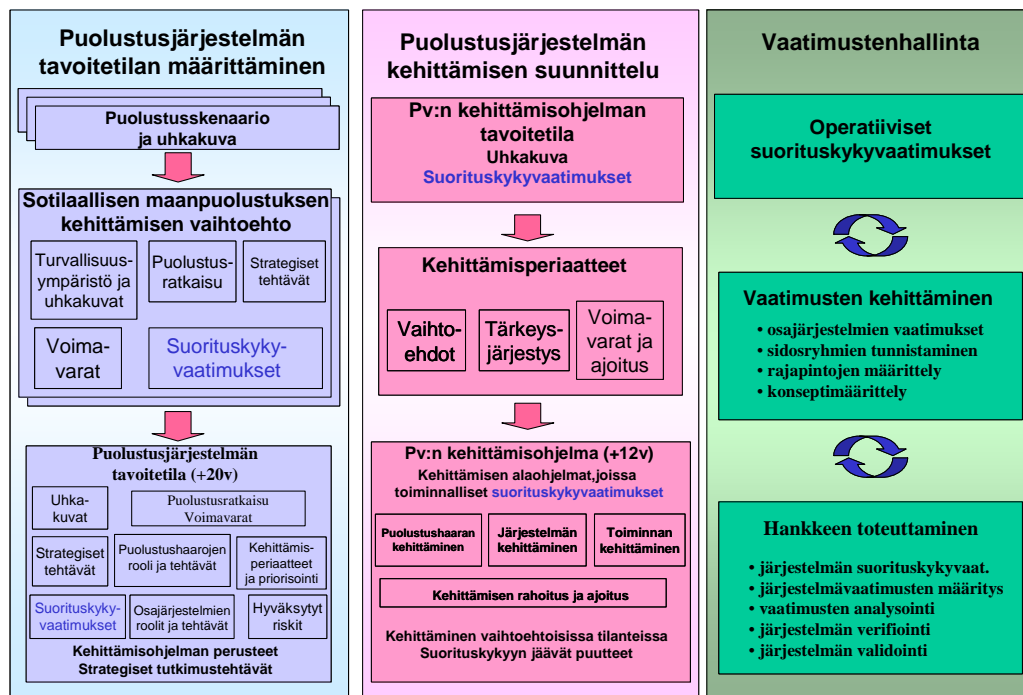 Puolustusjärjestelmän
tavoitetilan määrittäminen
Puolustusskenaario
ja uhkakuva
Sotilaallisen maanpuolustuksen
kehittämisen vaihtoehto
Turvallisuus-
ympäristö ja
uhkakuvat
Puolustus-
ratkaisu
Strategiset
tehtävät
Voima-
varat
Suorituskyky-
vaatimukset
Puolustusjärjestelmän
tavoitetila (+20v)
Uhka-
kuvat
Puolustusratkaisu
Voimavarat
Strategiset
tehtävät
Puolustushaarojen
rooli ja tehtävät
Kehittämis-
periaatteet
ja priorisointi
Suorituskyky-
vaatimukset
Osajärjestelmien
roolit ja tehtävät
Hyväksytyt
riskit
Kehittämisohjelman perusteet
Strategiset tutkimustehtävät
Puolustusjärjestelmän
kehittämisen suunnittelu
Pv:n kehittämisohjelman
tavoitetila
Uhkakuva
Suorituskykyvaatimukset
Kehittämisperiaatteet
Vaihto-
ehdot
Tärkeys-
järjestys
Voima-
varat ja
ajoitus
Pv:n kehittämisohjelma (+12v)
Kehittämisen alaohjelmat,joissa
toiminnalliset suorituskykyvaatimukset
Puolustushaaran
kehittäminen
Järjestelmän
kehittäminen
Toiminnan
kehittäminen
Kehittämisen rahoitus ja ajoitus
Kehittäminen vaihtoehtoisissa tilanteissa
Suorituskykyyn jäävät puutteet
Vaatimustenhallinta
Operatiiviset
suorituskykyvaatimukset
Vaatimusten kehittäminen
• osajärjestelmien vaatimukset
• sidosryhmien tunnistaminen
• rajapintojen määrittely
• konseptimäärittely
Hankkeen toteuttaminen
• järjestelmän suorituskykyvaat.
• järjestelmävaatimusten määritys
• vaatimusten analysointi
• järjestelmän verifiointi
• järjestelmän validointi